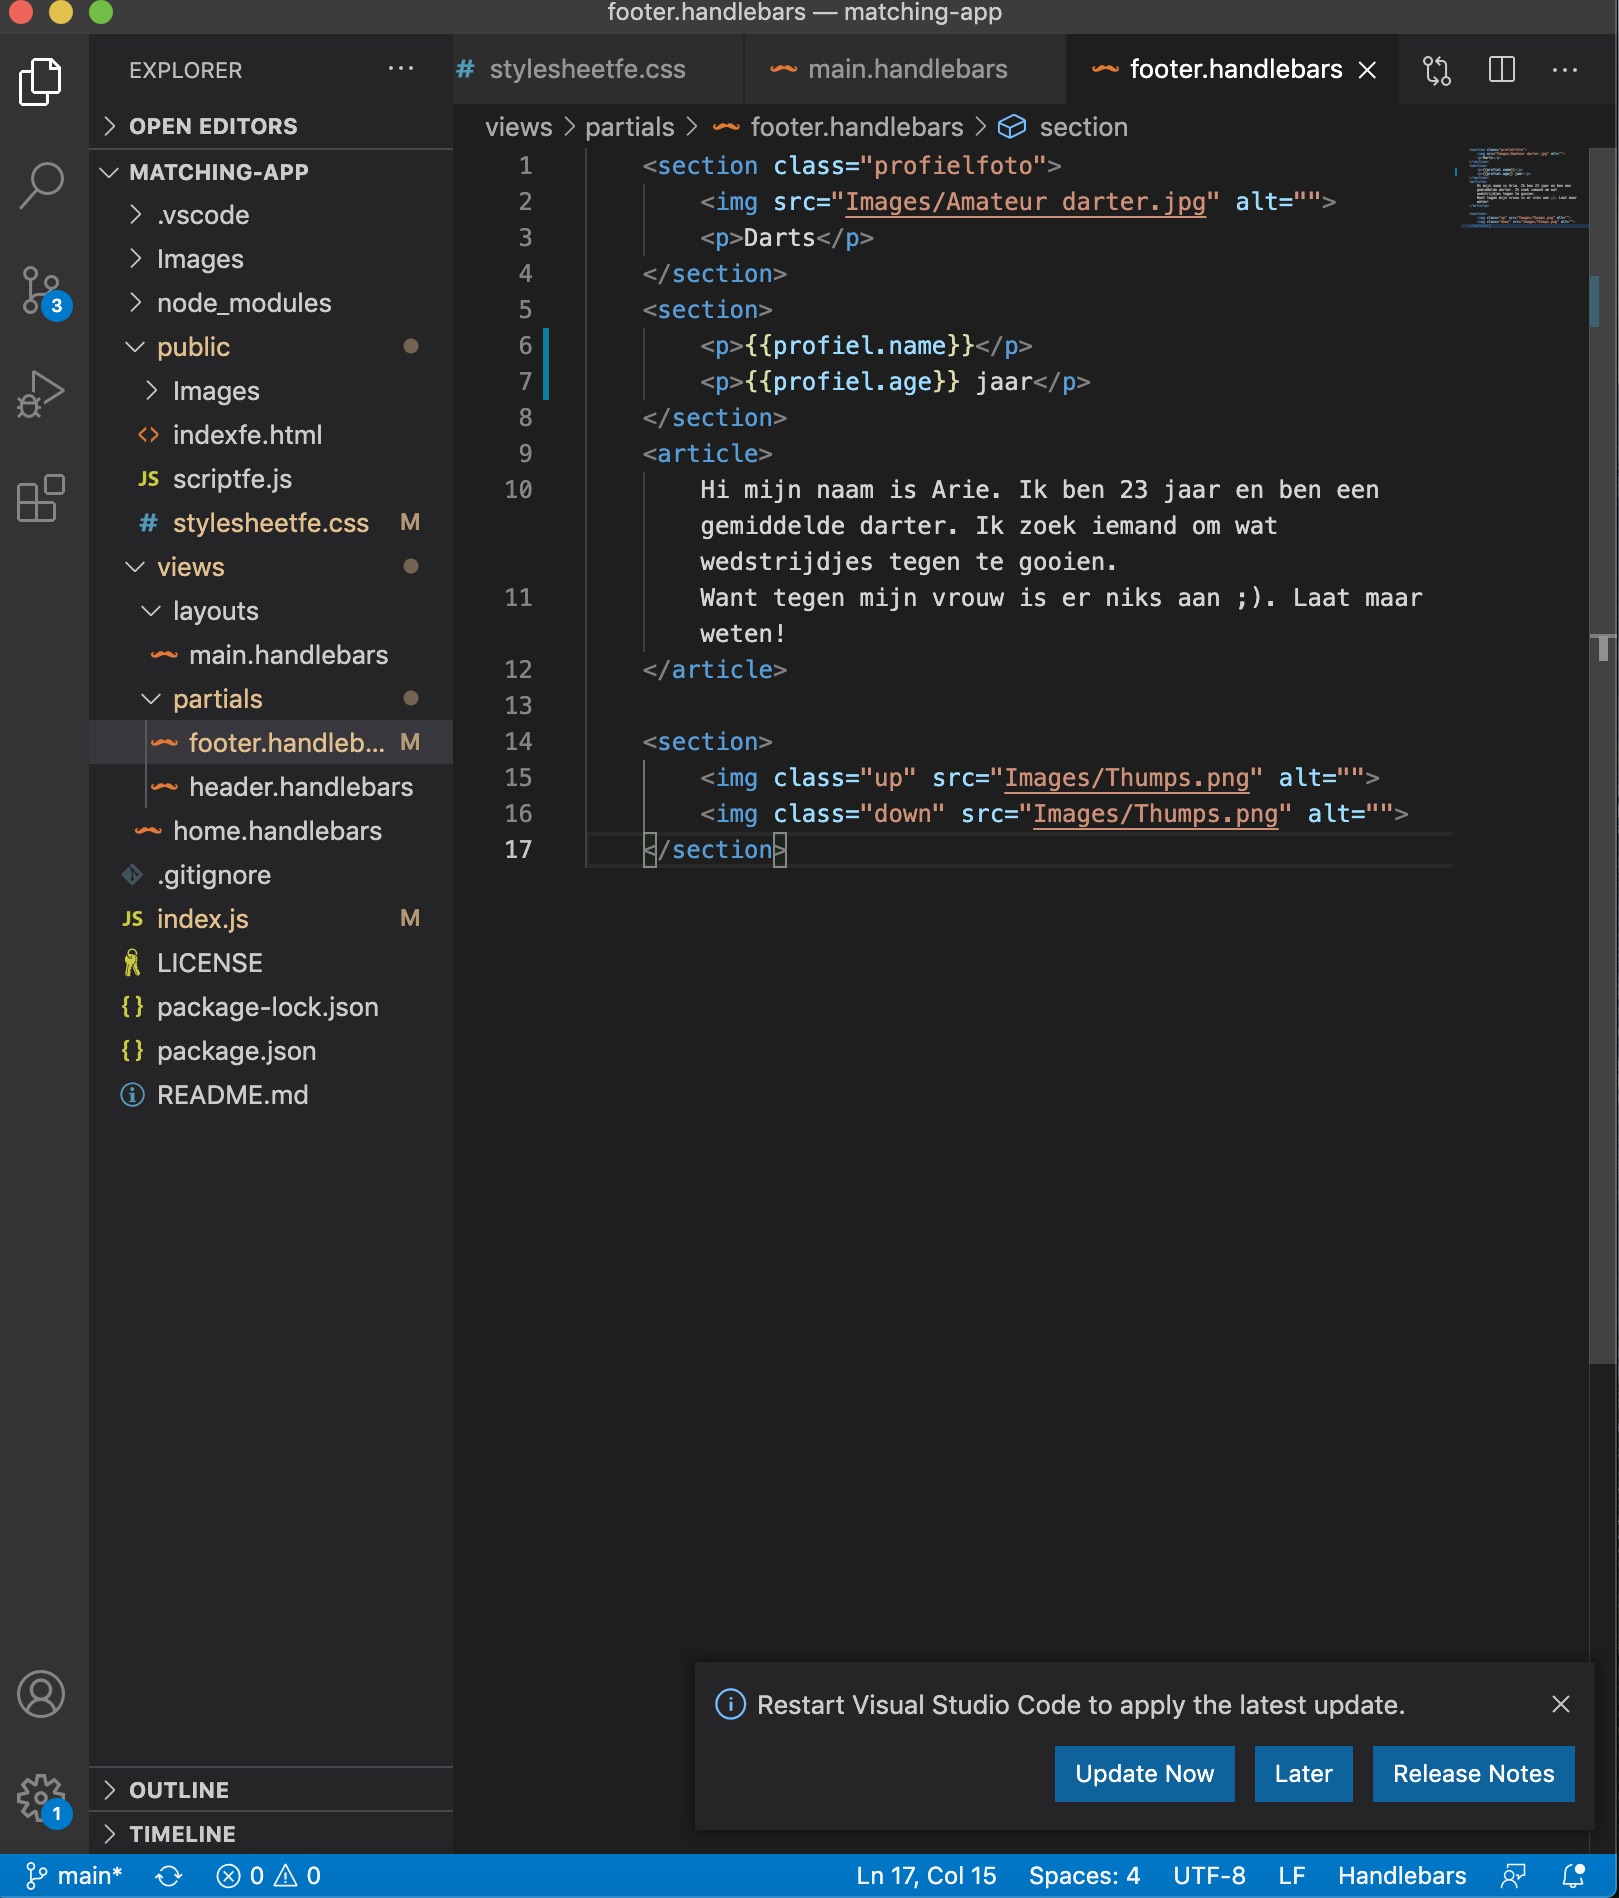 footer.handlebars — matching-app
EXPLORER
# stylesheetfe.css
main.handlebars
footer.handlebars
views > partials > footer.handlebars > section
OPEN EDITORS
MATCHING-APP
.vscode
Images
node_modules
public
Images
<> indexfe.html
JS scriptfe.js
# stylesheetfe.css M
views
layouts
main.handlebars
partials
footer.handleb... M
header.handlebars
home.handlebars
.gitignore
JS index.js M
LICENSE
{} package-lock.json
{} package.json
README.md
OUTLINE
TIMELINE
3
1
1 <section class="profielfoto">
2 <img src="Images/Amateur darter.jpg" alt="">
3 <p>Darts</p>
4 </section>
5 <section>
6 <p>{{profiel.name}}</p>
7 <p>{{profiel.age}} jaar</p>
8 </section>
9 <article>
10 Hi mijn naam is Arie. Ik ben 23 jaar en ben een
gemiddelde darter. Ik zoek iemand om wat
wedstrijdjes tegen te gooien.
11 Want tegen mijn vrouw is er niks aan ;). Laat maar
weten!
12 </article>
13
14 <section>
15 <img class="up" src="Images/Thumps.png" alt="">
16 <img class="down" src="Images/Thumps.png" alt="">
17 </section>
Restart Visual Studio Code to apply the latest update.
Update Now
Later
Release Notes
main* 0 0
Ln 17, Col 15 Spaces: 4 UTF-8 LF Handlebars